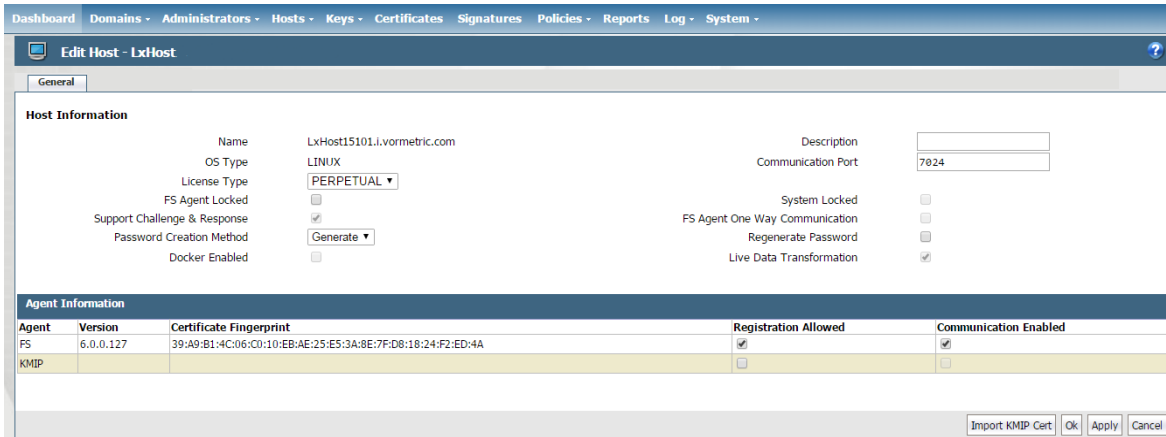 Dashboard Domains Administrators Hosts Keys Certificates Signatures Policies Reports Log System
Edit Host - LxHost ?
General
Host Information
Name LxHost15101.i.vormetric.com Description
OS Type LINUX Communication Port 7024
License Type PERPETUAL
FS Agent Locked System Locked
Support Challenge & Response FS Agent One Way Communication
Password Creation Method Generate Regenerate Password
Docker Enabled Live Data Transformation
Agent Information
Agent Version Certificate Fingerprint Registration Allowed Communication Enabled
FS 6.0.0.127 39:A9:B1:4C:06:C0:10:EB:AE:25:E5:3A:8E:7F:D8:18:24:F2:ED:4A
KMIP
Import KMIP Cert Ok Apply Cancel